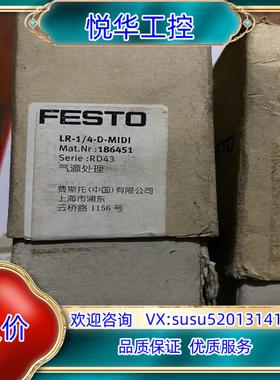 悦华工控
FESTO
LR-1/4-D-MIDI
Mat.Nr:186451
Serie:RD43
气源处理
费斯托(中国)有限公司
上海市浦东
云桥路 1156 号
价
欢迎咨询 VX:susu52013141
品质保证 优质服务